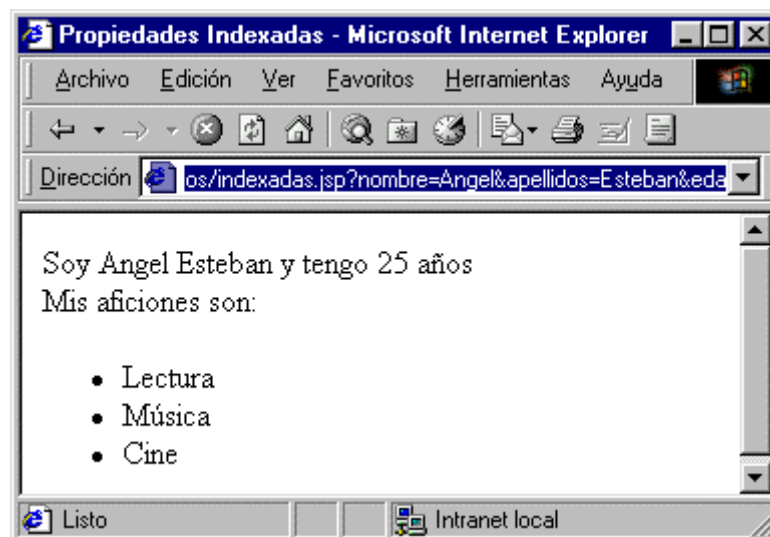 Propiedades Indexadas - Microsoft Internet Explorer
Archivo Edición Ver Favoritos Herramientas Ayuda
Dirección os/indexadas.jsp?nombre=Angel&apellidos=Esteban&eda
Soy Angel Esteban y tengo 25 años
Mis aficiones son:
• Lectura
• Música
• Cine
Listo Intranet local